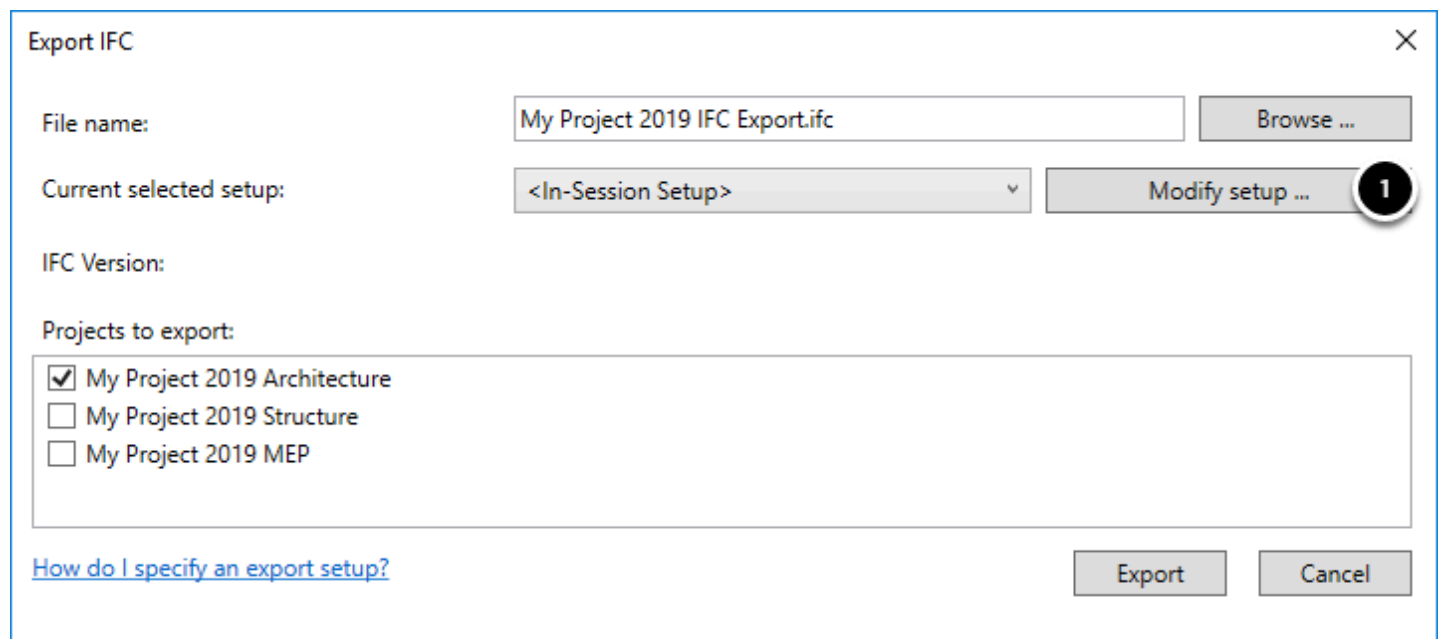 Export IFC
File name: My Project 2019 IFC Export.ifc Browse ...
Current selected setup: <In-Session Setup> Modify setup ... 1
IFC Version:
Projects to export:
My Project 2019 Architecture
My Project 2019 Structure
My Project 2019 MEP
How do I specify an export setup? Export Cancel